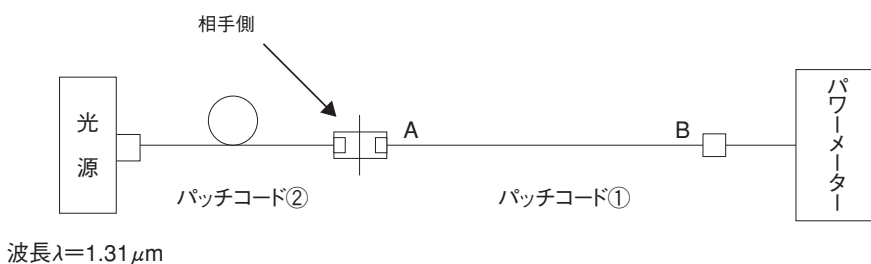 相手側
光源
A
B
パワーメーター
パッチコード②
パッチコード①
波長λ=1.31μm